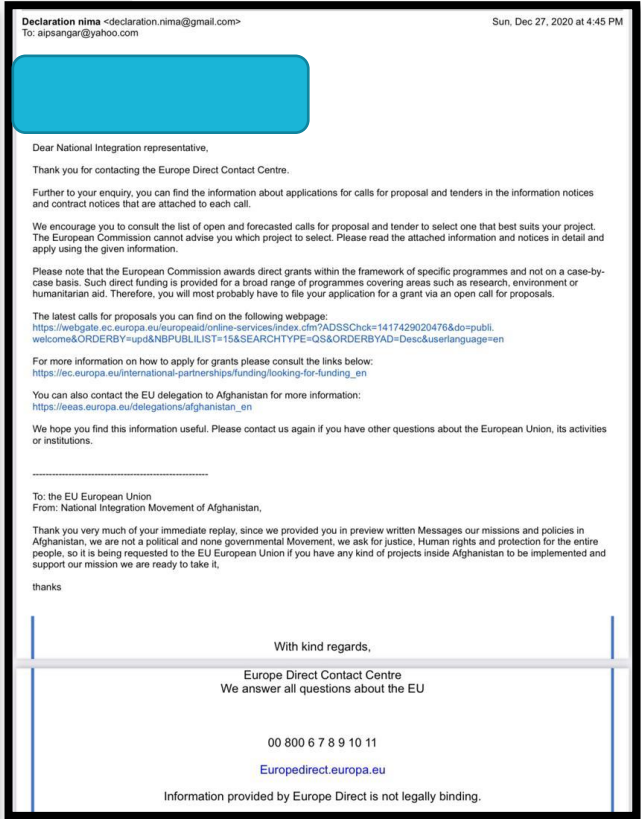 Declaration nima <declaration.nima@gmail.com>
Sun, Dec 27, 2020 at 4:45 PM
To: aipsangar@yahoo.com
Dear National Integration representative,
Thank you for contacting the Europe Direct Contact Centre.
Further to your enquiry, you can find the information about applications for calls for proposal and tenders in the information notices
and contract notices that are attached to each call.
We encourage you to consult the list of open and forecasted calls for proposal and tender to select one that best suits your project.
The European Commission cannot advise you which project to select. Please read the attached information and notices in detail and
apply using the given information.
Please note that the European Commission awards direct grants within the framework of specific programmes and not on a case-by-
case basis. Such direct funding is provided for a broad range of programmes covering areas such as research, environment or
humanitarian aid. Therefore, you will most probably have to file your application for a grant via an open call for proposals.
The latest calls for proposals you can find on the following webpage:
https://webgate.ec.europa.eu/europeaid/online-services/index.cfm?ADSSChck=1417429020476&do=publi.
welcome&ORDERBY=upd&NBPUBLILIST=15&SEARCHTYPE=QS&ORDERBYAD=Desc&userlanguage=en
For more information on how to apply for grants please consult the links below:
https://ec.europa.eu/international-partnerships/funding/looking-for-funding_en
You can also contact the EU delegation to Afghanistan for more information:
https://eeas.europa.eu/delegations/afghanistan_en
We hope you find this information useful. Please contact us again if you have other questions about the European Union, its activities
or institutions.
------------------------------------------------------
To: the EU European Union
From: National Integration Movement of Afghanistan,
Thank you very much of your immediate replay, since we provided you in preview written Messages our missions and policies in
Afghanistan, we are not a political and none governmental Movement, we ask for justice, Human rights and protection for the entire
people, so it is being requested to the EU European Union if you have any kind of projects inside Afghanistan to be implemented and
support our mission we are ready to take it,
thanks
With kind regards,
Europe Direct Contact Centre
We answer all questions about the EU
00 800 6 7 8 9 10 11
Europedirect.europa.eu
Information provided by Europe Direct is not legally binding.